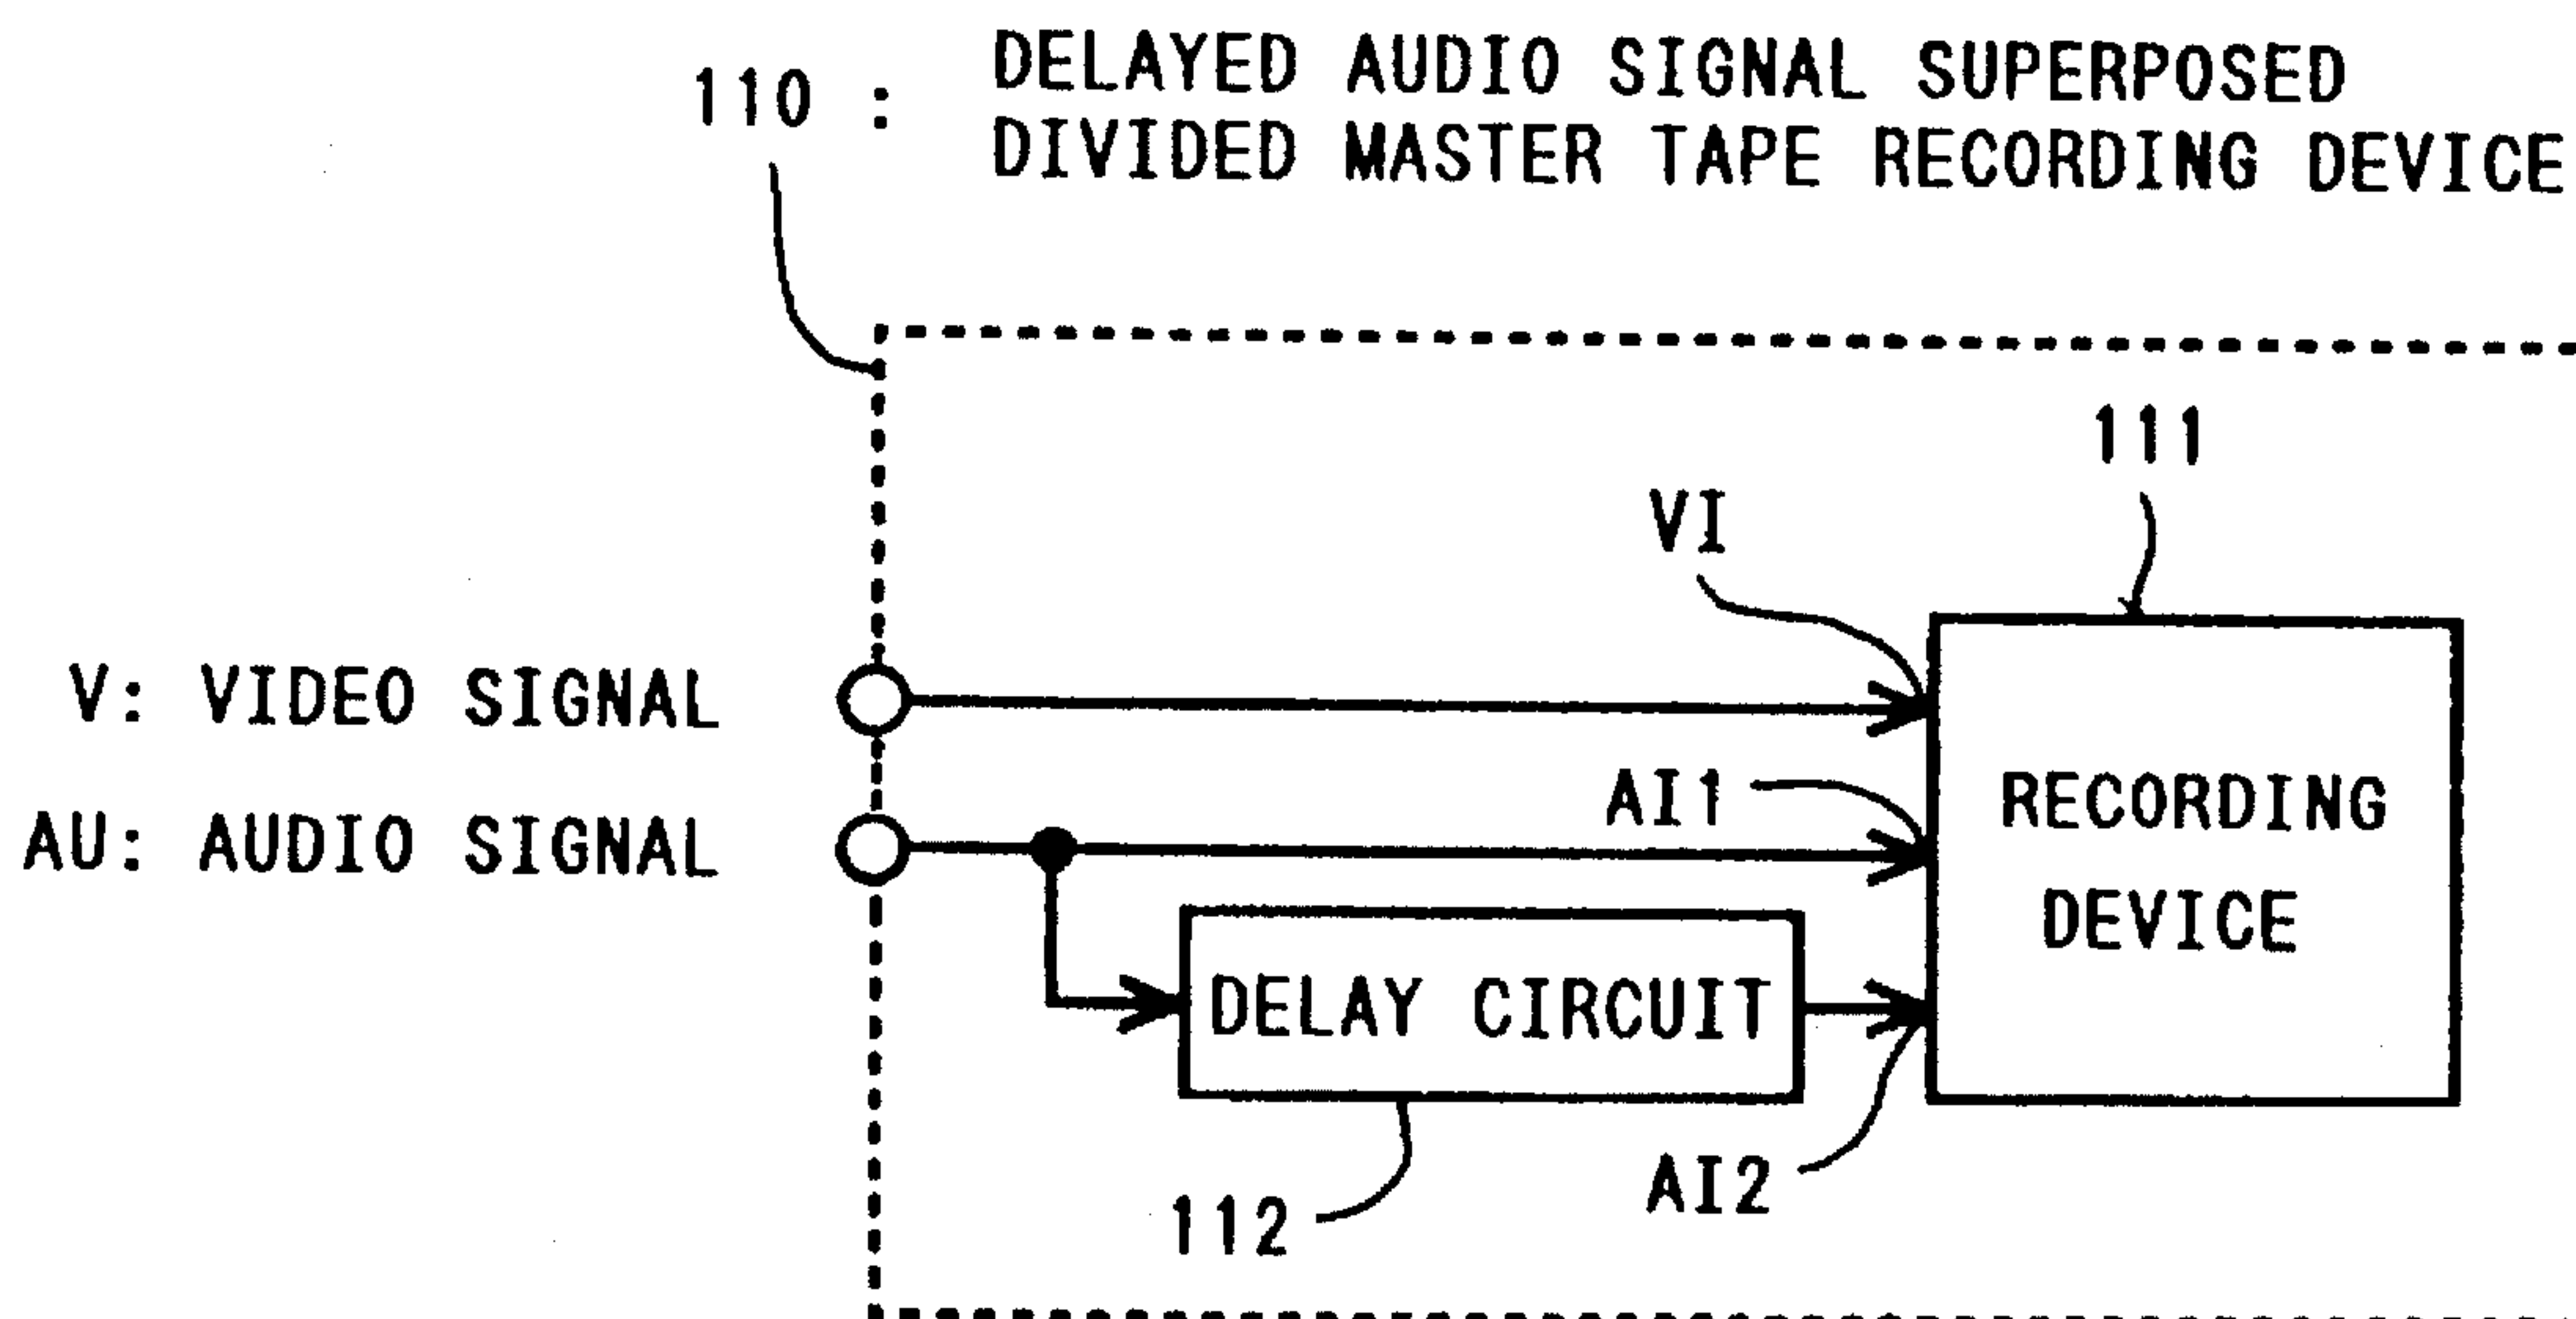 110 : DELAYED AUDIO SIGNAL SUPERPOSED
DIVIDED MASTER TAPE RECORDING DEVICE
111
VI
V: VIDEO SIGNAL
AI1
RECORDING
DEVICE
AU: AUDIO SIGNAL
DELAY CIRCUIT
AI2
112